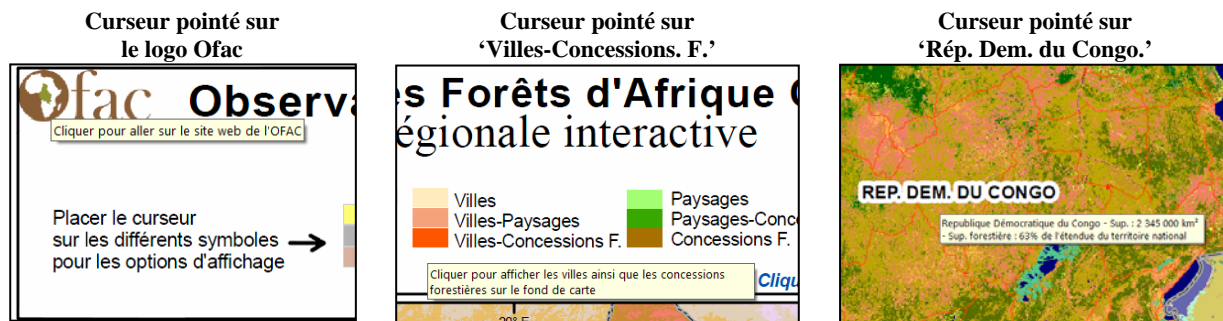 Curseur pointé sur
le logo Ofac
Ofac Observa
Cliquer pour aller sur le site web de l'OFAC
Placer le curseur
sur les différents symboles
pour les options d'affichage
Curseur pointé sur
‘Villes-Concessions. F.’
s Forêts d'Afrique
égionale interactive
Villes
Villes-Paysages
Villes-Concessions F.
Paysages
Paysages-Conc
Concessions F.
Cliquer pour afficher les villes ainsi que les concessions
forestières sur le fond de carte
Cliqu
20° E
Curseur pointé sur
‘Rép. Dem. du Congo.’
REP. DEM. DU CONGO
Republique Démocratique du Congo - Sup. : 2 345 000 km²
- Sup. forestière : 63% de l'étendue du territoire national